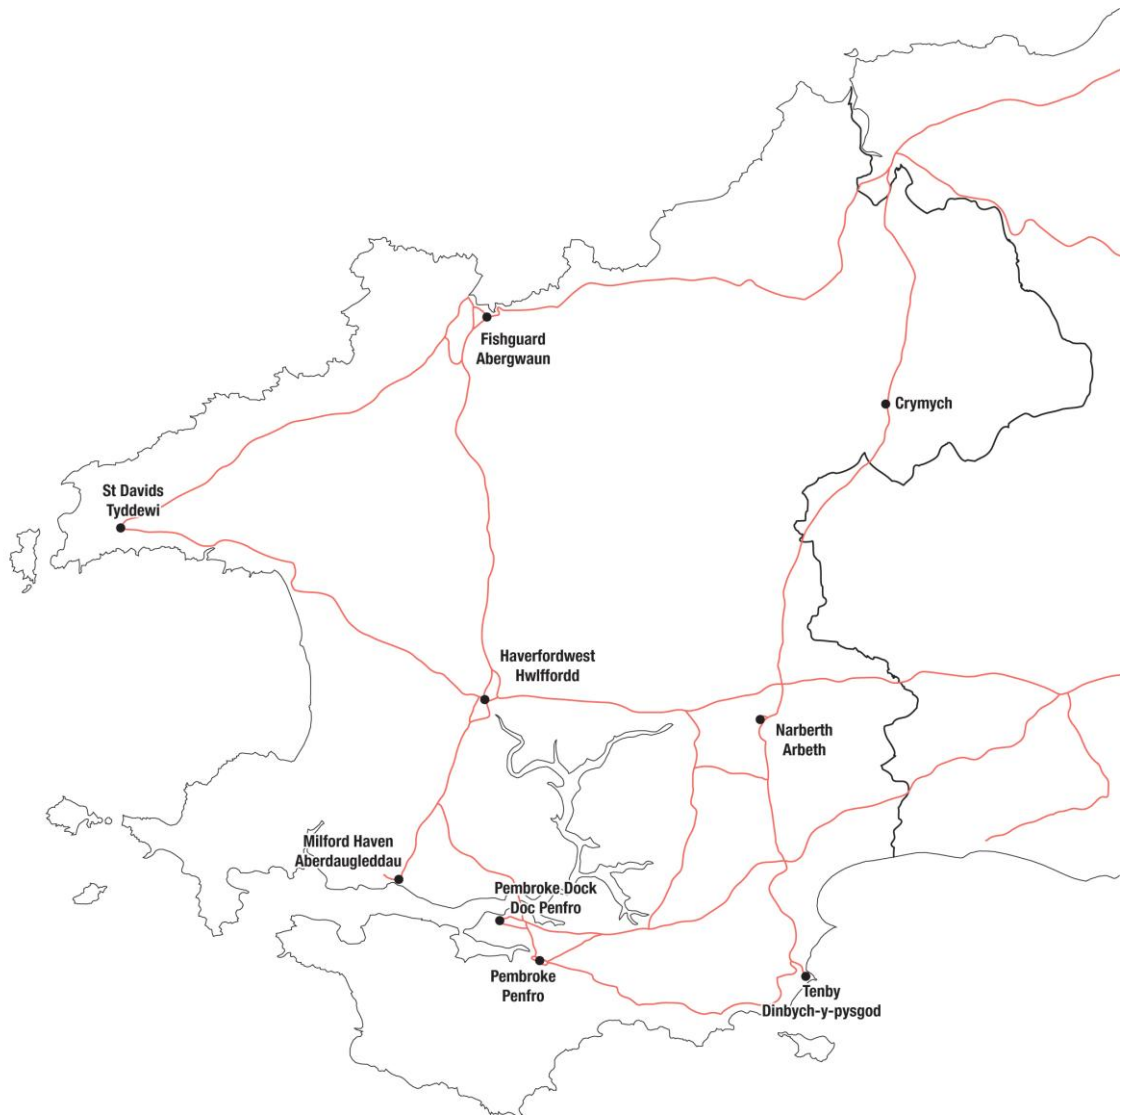 Fishguard
Abergwaun
Crymych
St Davids
Tyddewi
Haverfordwest
Hwlffordd
Narberth
Arbeth
Milford Haven
Aberdaugleddau
Pembroke Dock
Doc Penfro
Pembroke
Penfro
Tenby
Dinbych-y-pysgod